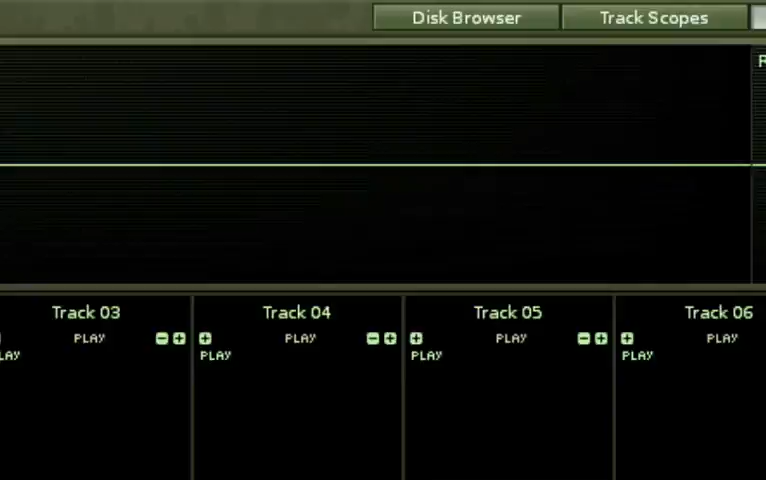 Disk Browser Track Scopes
R
Track 03 Track 04 Track 05 Track 06
PLAY PLAY PLAY PLAY
LAY PLAY PLAY PLAY